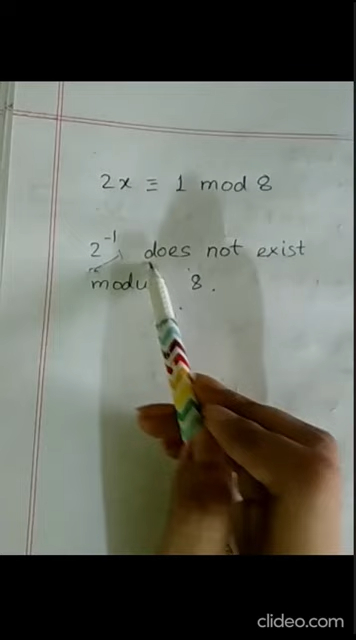 2x ≡ 1 mod 8
2⁻¹ does not exist
modu 8.
clideo.com